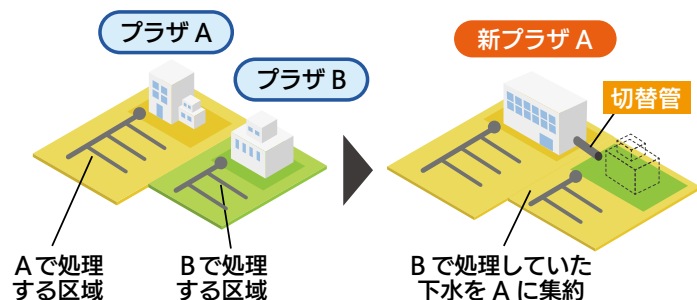 プラザ A
プラザ B
Aで処理
する区域
Bで処理
する区域
新プラザ A
切替管
B で処理していた
下水を A に集約